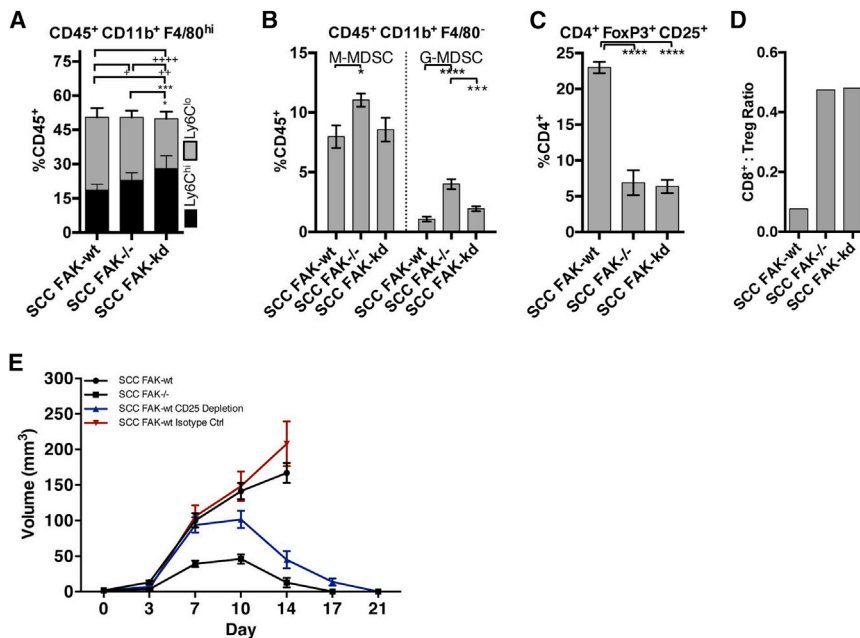 A
CD45+ CD11b+ F4/80hi
%CD45+
75
60
45
30
15
0
++++
+
++
***
*
Ly6Chi
Ly6Clo
SCC FAK-wt
SCC FAK-/-
SCC FAK-kd
B
CD45+ CD11b+ F4/80-
M-MDSC
G-MDSC
%CD45+
15
10
5
0
*
****
***
SCC FAK-wt
SCC FAK-/-
SCC FAK-kd
SCC FAK-wt
SCC FAK-/-
SCC FAK-kd
C
CD4+ FoxP3+ CD25+
%CD4+
25
20
15
10
5
0
****
****
SCC FAK-wt
SCC FAK-/-
SCC FAK-kd
D
CD8+ : Treg Ratio
0.6
0.4
0.2
0.0
SCC FAK-wt
SCC FAK-/-
SCC FAK-kd
E
SCC FAK-wt
SCC FAK-/-
SCC FAK-wt CD25 Depletion
SCC FAK-wt Isotype Ctrl
Volume (mm3)
300
250
200
150
100
50
0
0 3 7 10 14 17 21
Day